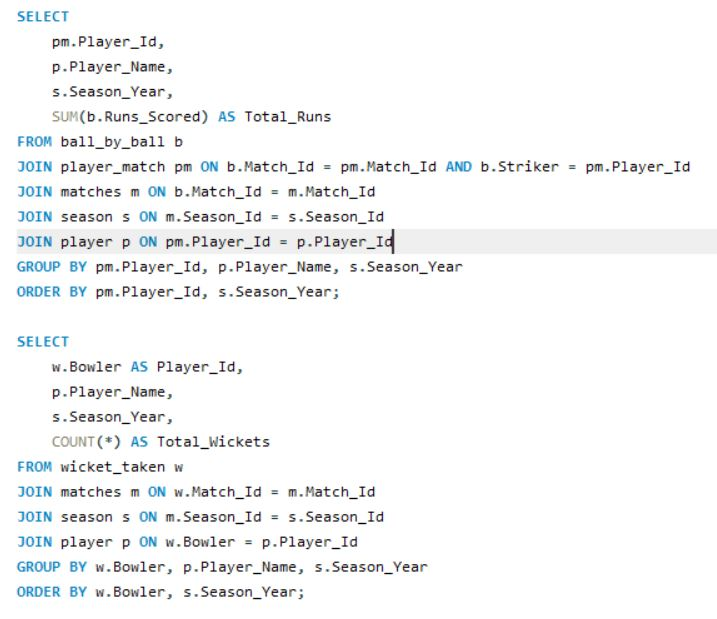 SELECT
    pm.Player_Id,
    p.Player_Name,
    s.Season_Year,
    SUM(b.Runs_Scored) AS Total_Runs
FROM ball_by_ball b
JOIN player_match pm ON b.Match_Id = pm.Match_Id AND b.Striker = pm.Player_Id
JOIN matches m ON b.Match_Id = m.Match_Id
JOIN season s ON m.Season_Id = s.Season_Id
JOIN player p ON pm.Player_Id = p.Player_Id
GROUP BY pm.Player_Id, p.Player_Name, s.Season_Year
ORDER BY pm.Player_Id, s.Season_Year;

SELECT
    w.Bowler AS Player_Id,
    p.Player_Name,
    s.Season_Year,
    COUNT(*) AS Total_Wickets
FROM wicket_taken w
JOIN matches m ON w.Match_Id = m.Match_Id
JOIN season s ON m.Season_Id = s.Season_Id
JOIN player p ON w.Bowler = p.Player_Id
GROUP BY w.Bowler, p.Player_Name, s.Season_Year
ORDER BY w.Bowler, s.Season_Year;